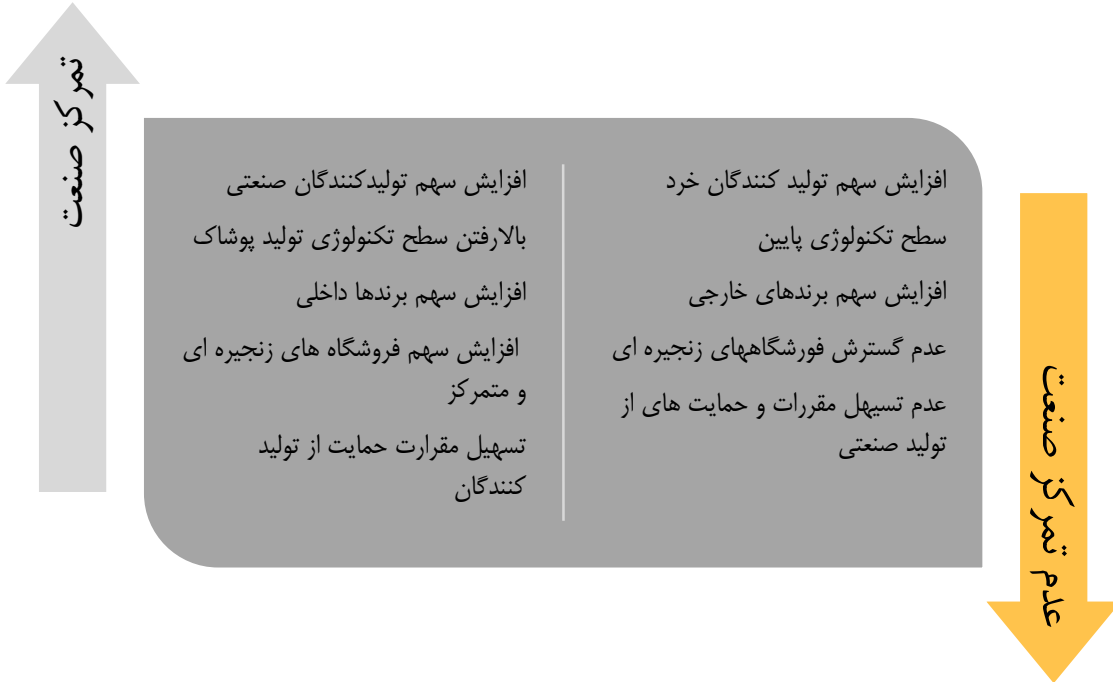 تمرکز صنعت
افزایش سهم تولید کنندگان خرد
سطح تکنولوژی پایین
افزایش سهم برندهای خارجی
عدم گسترش فورشگاههای زنجیره ای
عدم تسیهل مقررات و حمایت های از
تولید صنعتی
افزایش سهم تولیدکنندگان صنعتی
بالارفتن سطح تکنولوژی تولید پوشاک
افزایش سهم برندها داخلی
افزایش سهم فروشگاه های زنجیره ای
و متمرکز
تسهیل مقرارت حمایت از تولید
کنندگان
عدم تمرکز صنعت